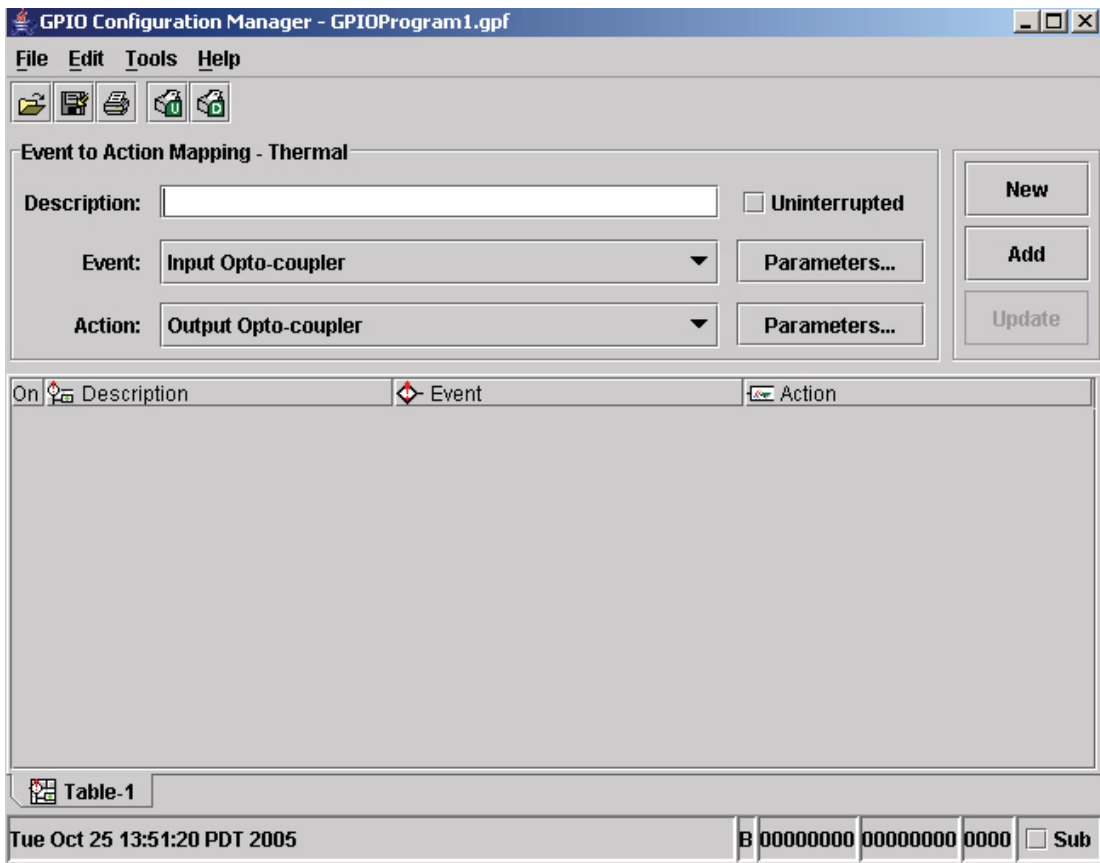 GPIO Configuration Manager - GPIOProgram1.gpf
File Edit Tools Help
U D
Event to Action Mapping - Thermal
Description: Uninterrupted New
Event: Input Opto-coupler Parameters... Add
Action: Output Opto-coupler Parameters... Update
On Description Event Action
Table-1
Tue Oct 25 13:51:20 PDT 2005 B 00000000 00000000 0000 Sub